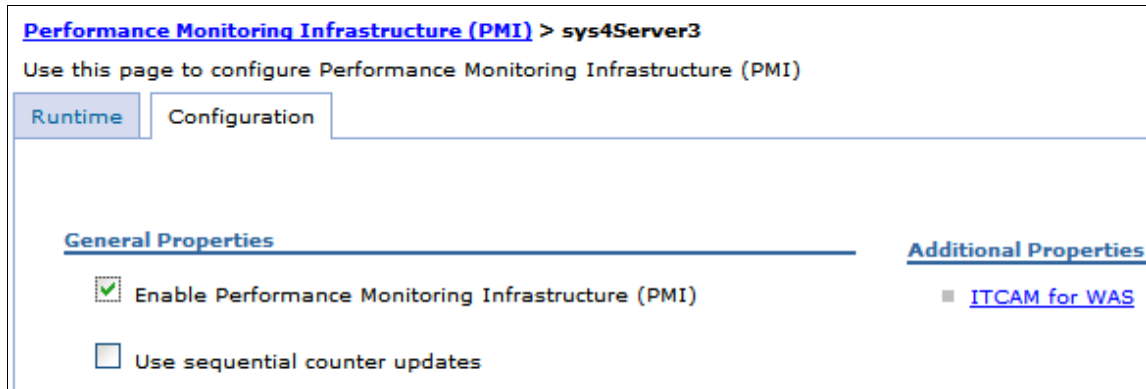 Performance Monitoring Infrastructure (PMI) > sys4Server3
Use this page to configure Performance Monitoring Infrastructure (PMI)
Runtime Configuration
General Properties
Additional Properties
Enable Performance Monitoring Infrastructure (PMI)
ITCAM for WAS
Use sequential counter updates